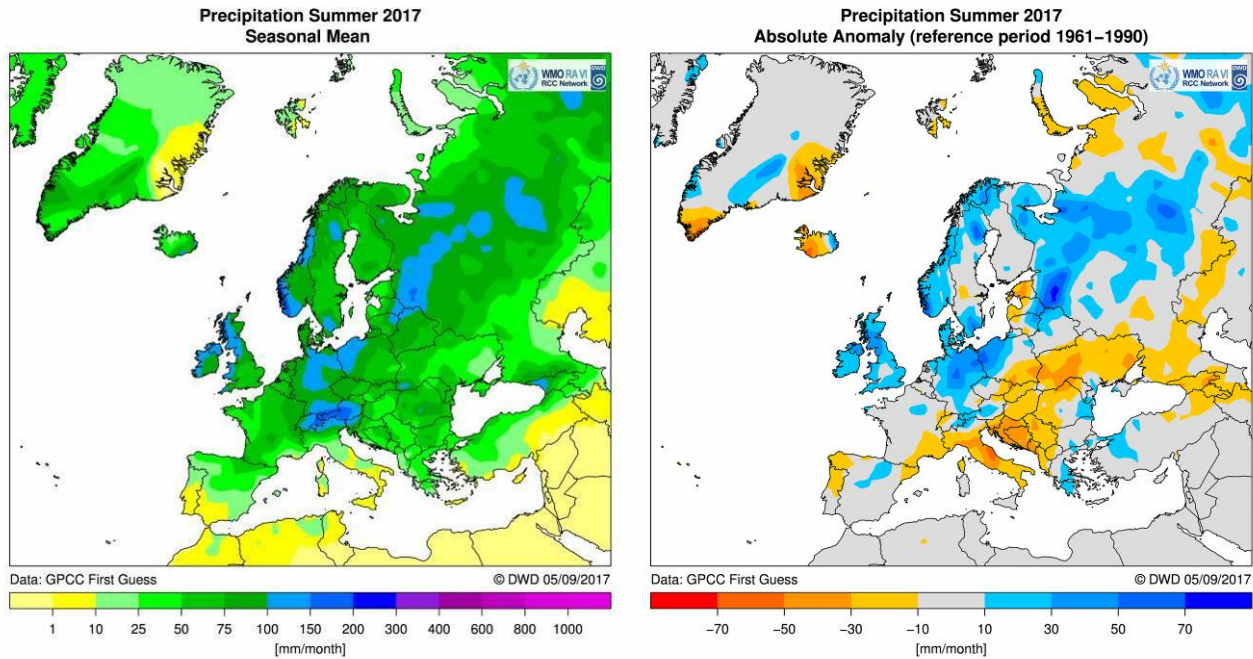 Precipitation Summer 2017
Seasonal Mean
WMO RA VI
RCC Network
DWD
Data: GPCC First Guess
© DWD 05/09/2017
1 10 25 50 75 100 150 200 300 400 600 800 1000
[mm/month]
Precipitation Summer 2017
Absolute Anomaly (reference period 1961−1990)
WMO RA VI
RCC Network
DWD
Data: GPCC First Guess
© DWD 05/09/2017
−70 −50 −30 −10 10 30 50 70
[mm/month]